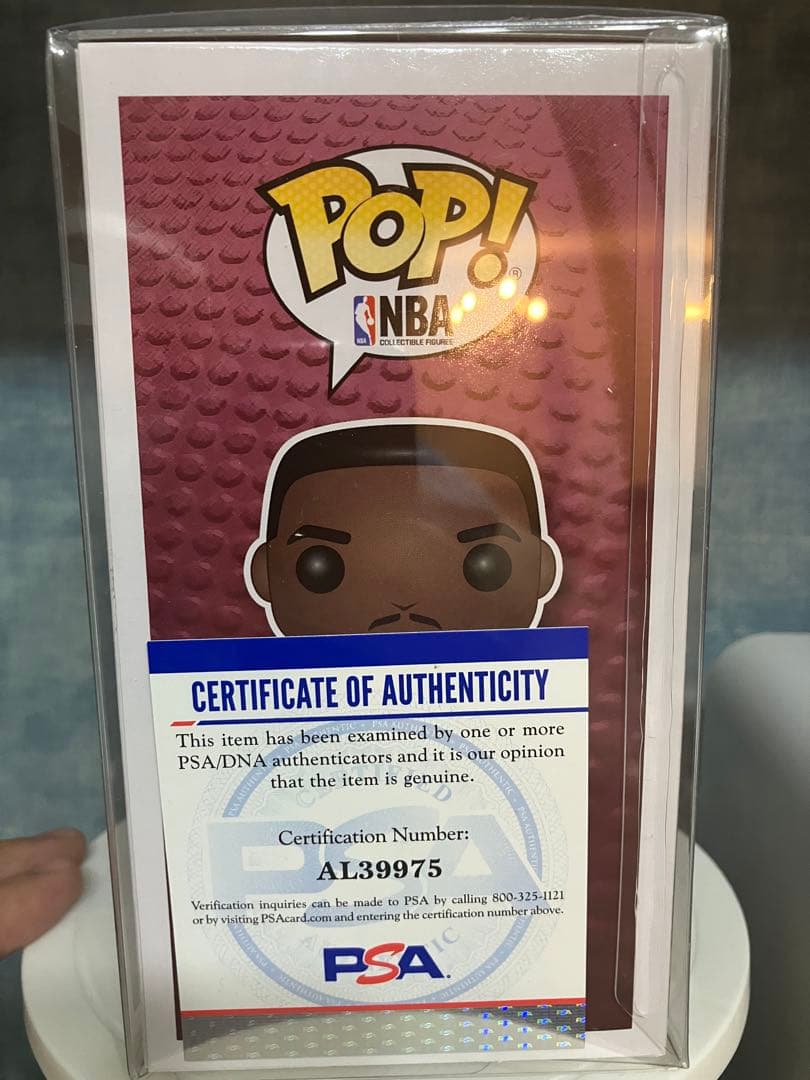 POP!
®
NBA
NBA
COLLECTIBLE FIGURES
CERTIFICATE OF AUTHENTICITY
This item has been examined by one or more
PSA/DNA authenticators and it is our opinion
that the item is genuine.
Certification Number:
AL39975
Verification inquiries can be made to PSA by calling 800-325-1121
or by visiting PSAcard.com and entering the certification number above.
PSA.